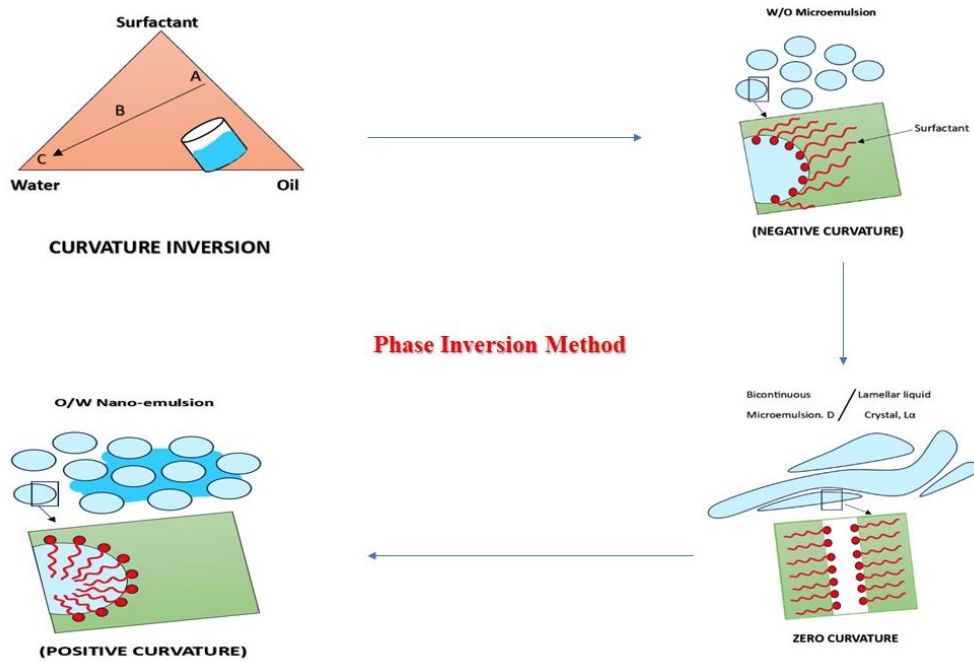 Surfactant
A
B
C
Water
Oil
CURVATURE INVERSION
W/O Microemulsion
Surfactant
(NEGATIVE CURVATURE)
Phase Inversion Method
Bicontinuous / Lamellar liquid
Microemulsion. D Crystal, Lα
ZERO CURVATURE
O/W Nano-emulsion
(POSITIVE CURVATURE)